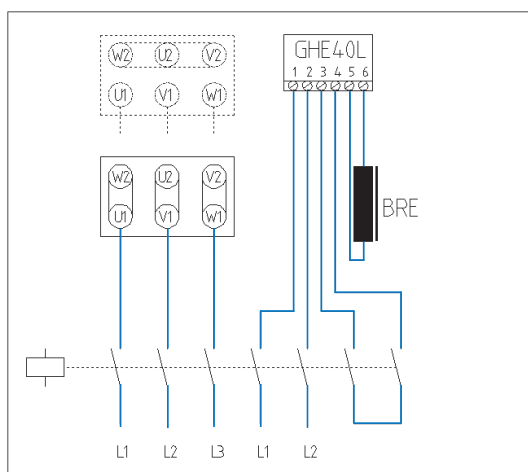 GHE40L
1 2 3 4 5 6
W2 U2 V2
U1 V1 W1
W2 U2 V2
U1 V1 W1
BRE
L1 L2 L3 L1 L2